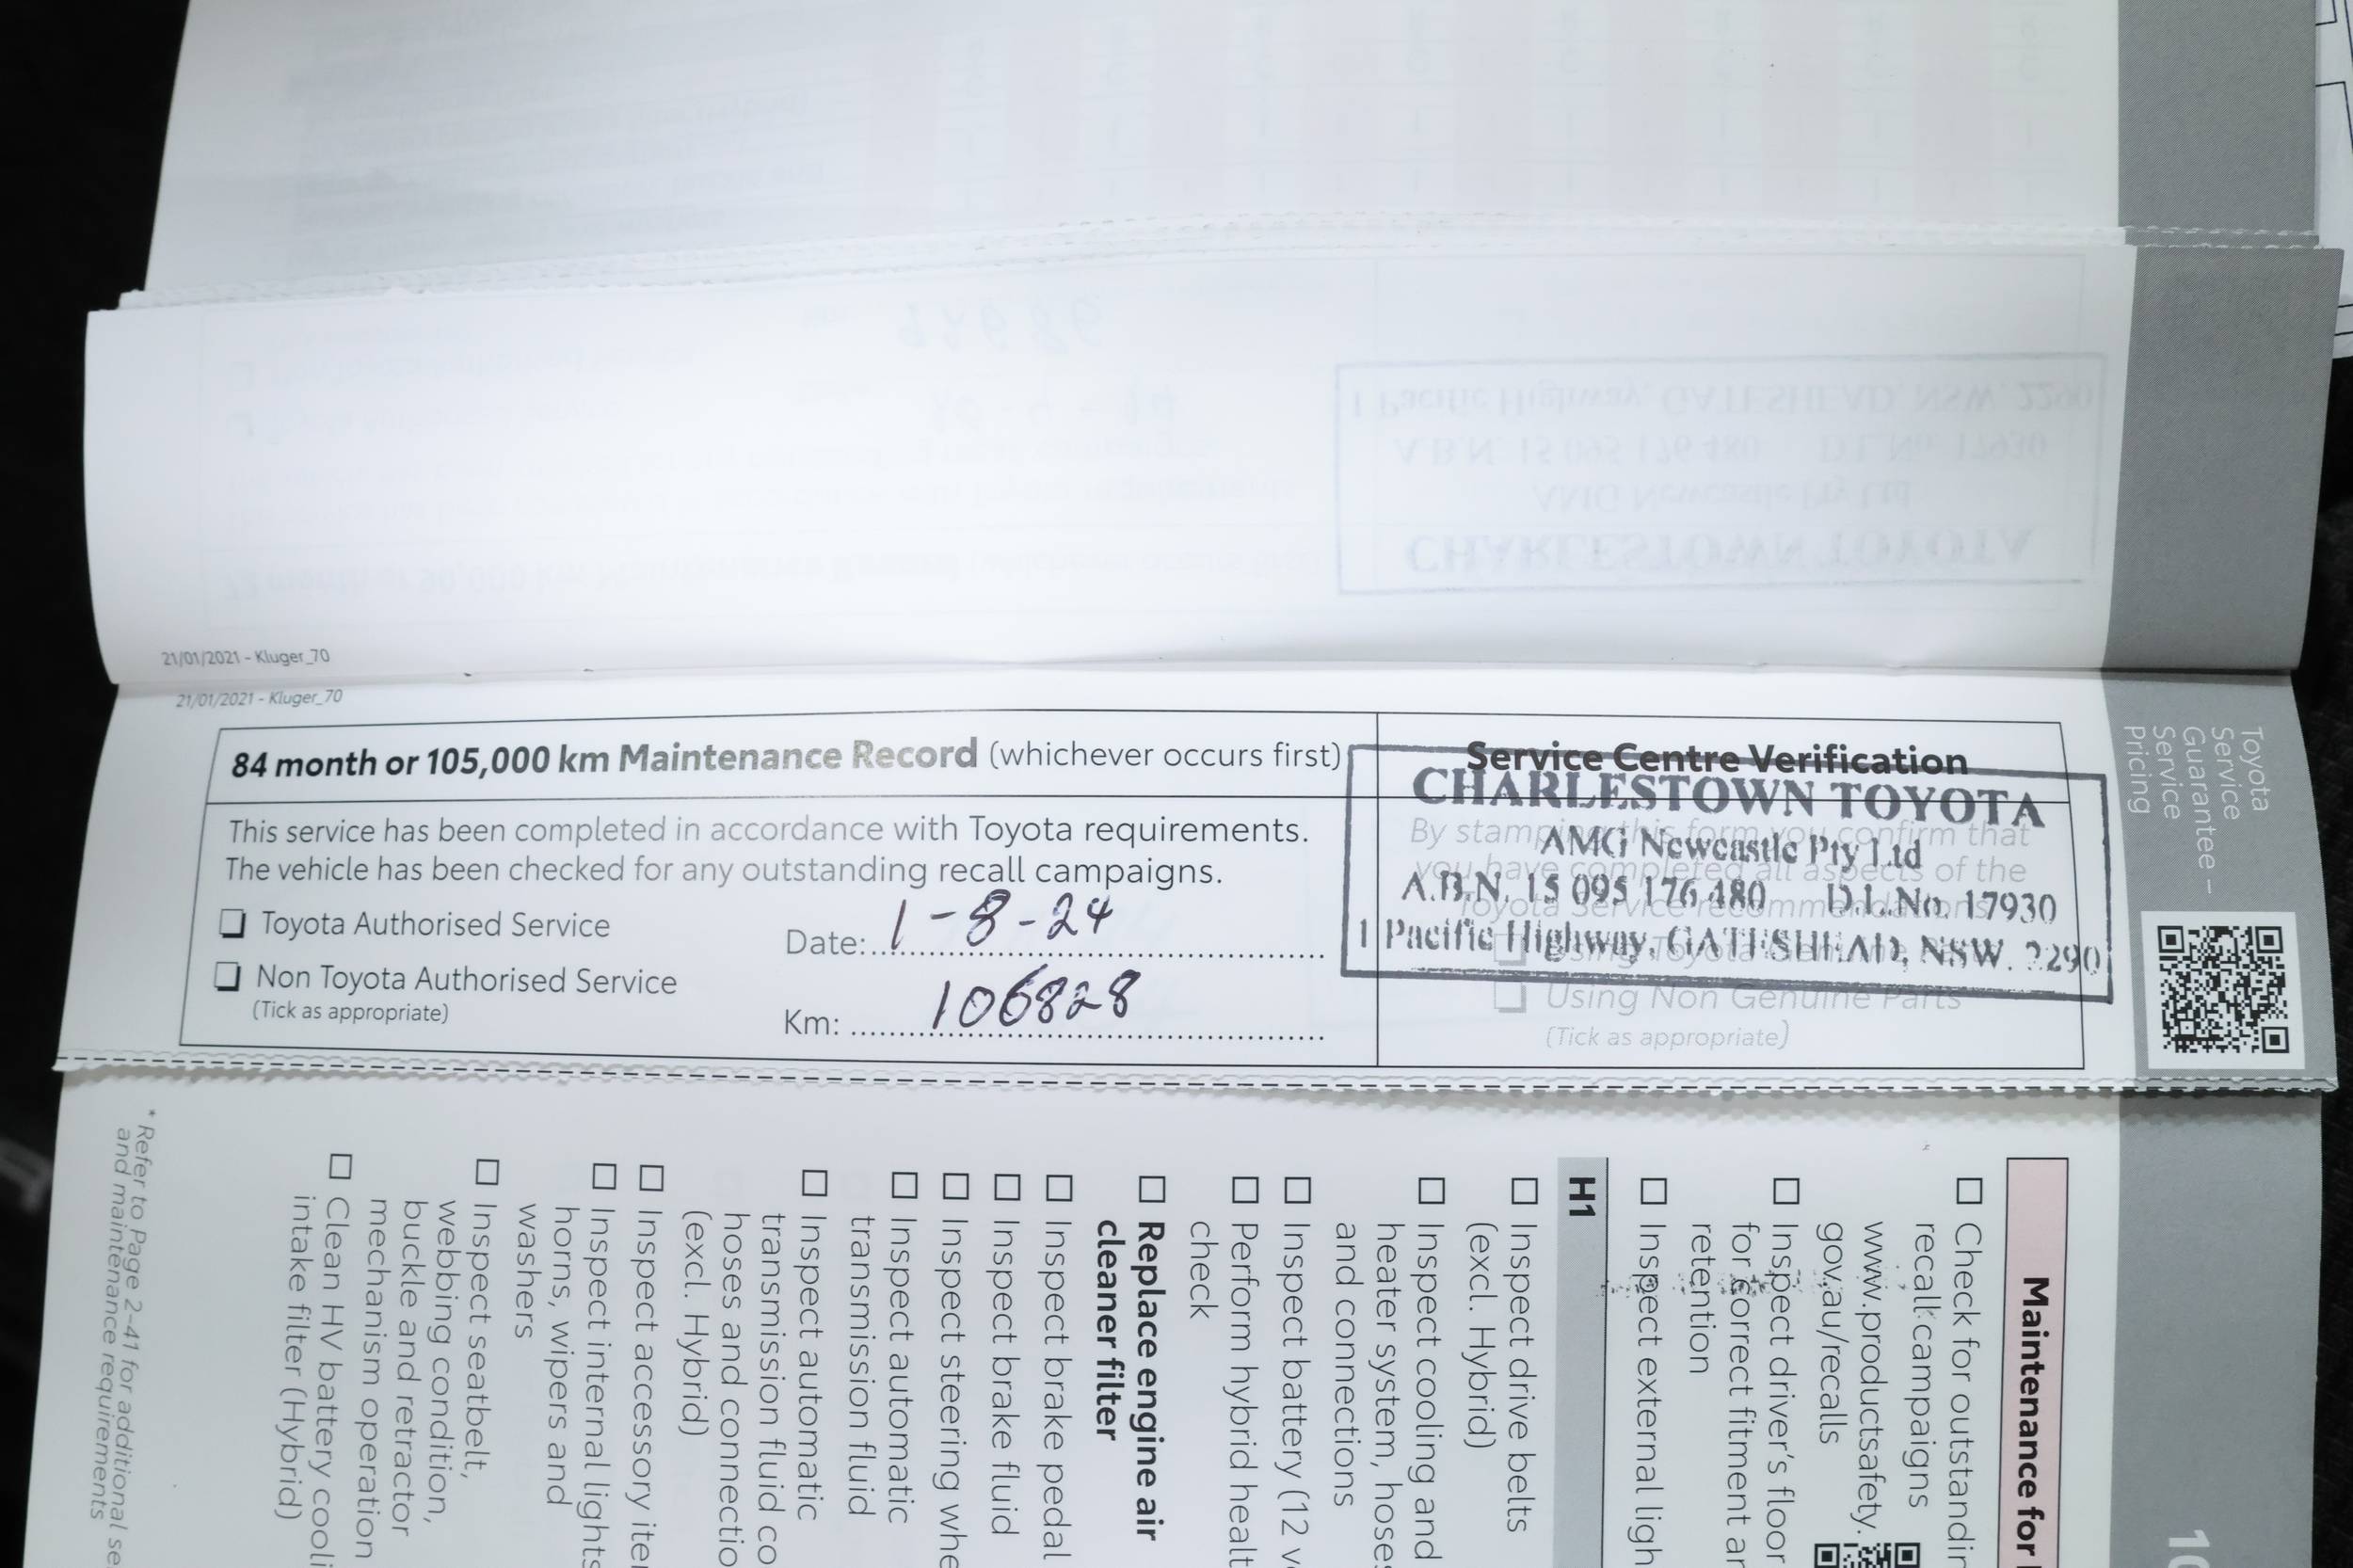 21/01/2021 - Kluger_70
21/01/2021 - Kluger_70
84 month or 105,000 km Maintenance Record (whichever occurs first)
This service has been completed in accordance with Toyota requirements.
The vehicle has been checked for any outstanding recall campaigns.
Toyota Authorised Service
Non Toyota Authorised Service
(Tick as appropriate)
Date: 1-8-24
Km: 106828
Service Centre Verification
By stamping this form you confirm that
you have completed all aspects of the
Toyota Service recommendations
Using Non Genuine Parts
(Tick as appropriate)
CHARLESTOWN TOYOTA
AMG Newcastle Pty Ltd
A.B.N. 15 095 176 480 D.L.No. 17930
1 Pacific Highway, GATESHEAD, NSW. 2290
Toyota
Service
Guarantee –
Service
Pricing
Maintenance for
Check for outstandin
recall campaigns
www.productsafety.
gov.au/recalls
Inspect driver's floor
for correct fitment an
retention
Inspect external ligh
H1
Inspect drive belts
(excl. Hybrid)
Inspect cooling and
heater system, hoses
and connections
Inspect battery (12 v
Perform hybrid healt
check
Replace engine air
cleaner filter
Inspect brake pedal
Inspect brake fluid
Inspect steering whe
Inspect automatic
transmission fluid
Inspect automatic
transmission fluid co
hoses and connectio
(excl. Hybrid)
Inspect accessory ite
Inspect internal lights
horns, wipers and
washers
Inspect seatbelt,
webbing condition,
buckle and retractor
mechanism operation
Clean HV battery cooli
intake filter (Hybrid)
* Refer to Page 2-41 for additional se
and maintenance requirements